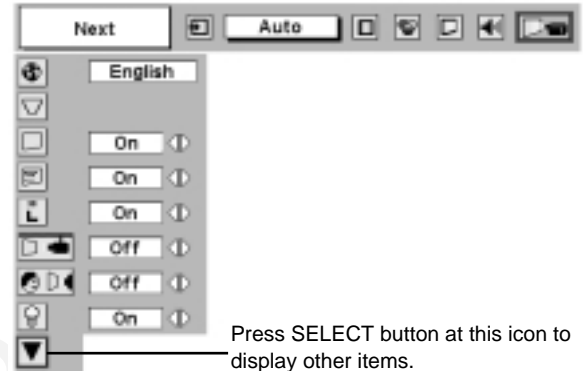 Next Auto
English
On
On
On
Off
Off
On
Press SELECT button at this icon to
display other items.